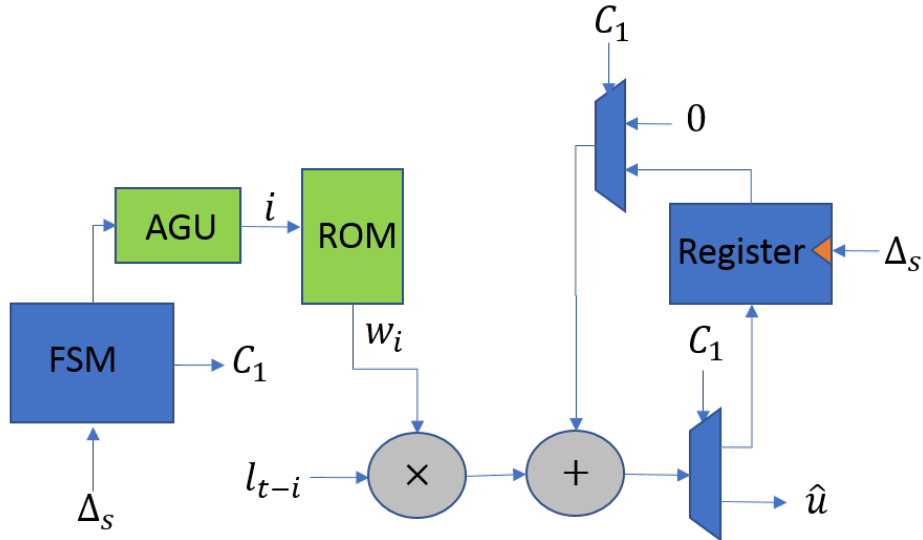 C₁
0
AGU
i
ROM
Register
Δₛ
FSM
C₁
wᵢ
C₁
lₜ₋ᵢ
×
+
û
Δₛ